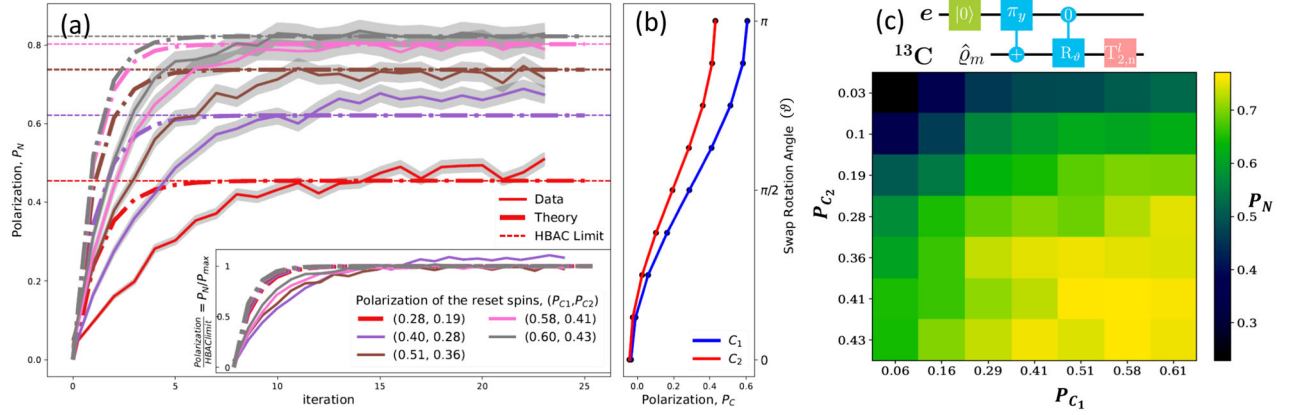 (a)
Polarization, P_N
0.8
0.6
0.4
0.2
0.0
0
5
10
15
20
25
iteration
Data
Theory
HBAC Limit
Polarization / HBAClimit = P_N/P_max
1
0.5
0
Polarization of the reset spins, (P_C1,P_C2)
(0.28, 0.19)
(0.58, 0.41)
(0.40, 0.28)
(0.60, 0.43)
(0.51, 0.36)
(b)
π
π/2
0
Swap Rotation Angle (ϑ)
C_1
C_2
0.0
0.2
0.4
0.6
Polarization, P_C
(c)
e
|0⟩
π_y
0
¹³C
ϱ̂_m
+
R_ϑ
T*_2,n
P_C2
0.03
0.1
0.19
0.28
0.36
0.41
0.43
0.06
0.16
0.29
0.41
0.51
0.58
0.61
P_C1
P_N
0.7
0.6
0.5
0.4
0.3